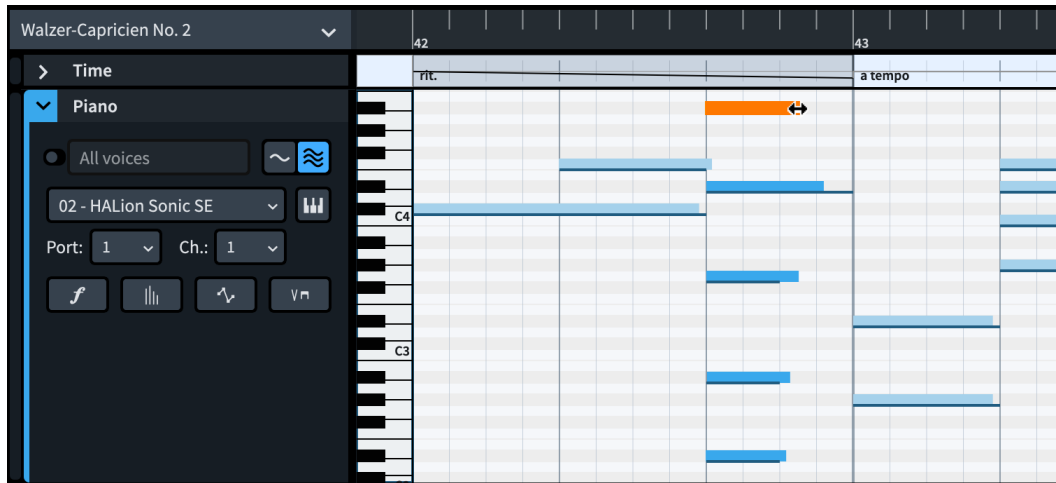 Walzer-Capricien No. 2
42
43
Time
rit.
a tempo
Piano
All voices
02 - HALion Sonic SE
C4
Port: 1 Ch.: 1
f
C3